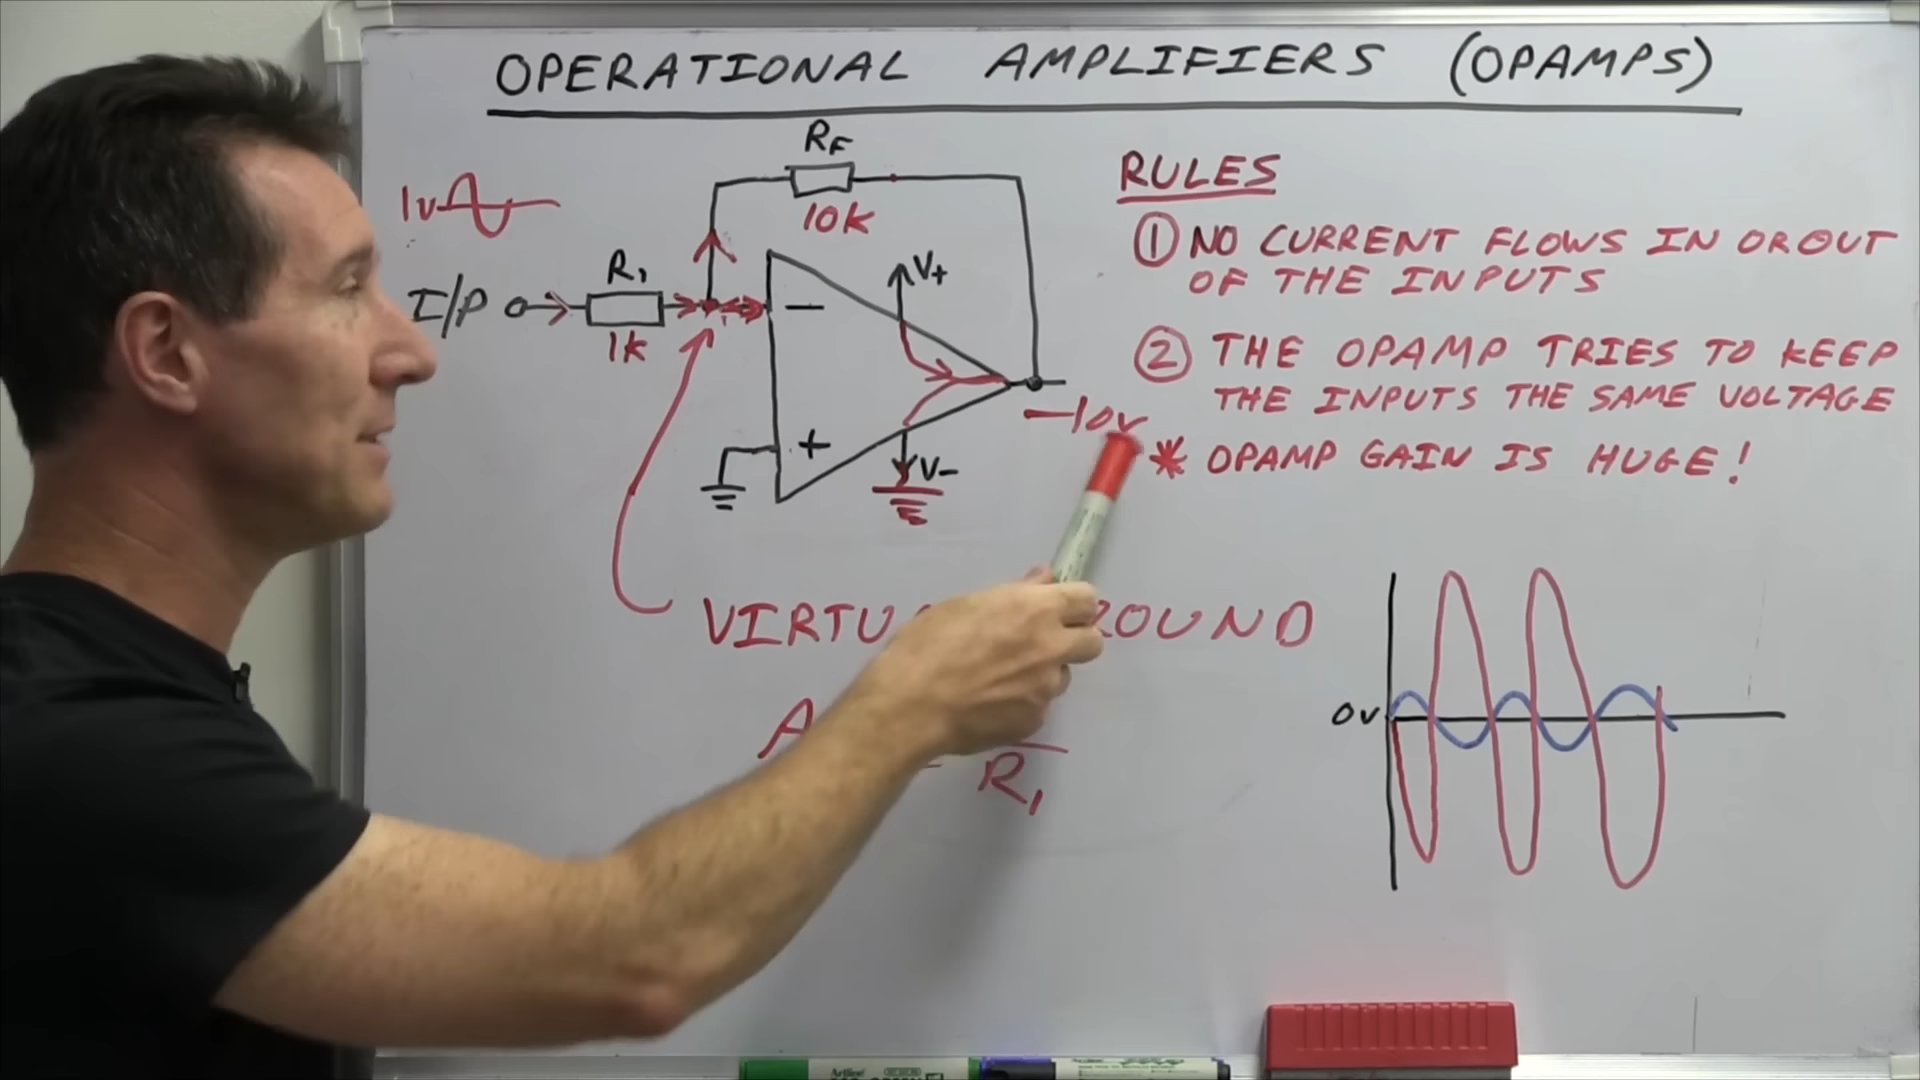 OPERATIONAL AMPLIFIERS (OPAMPS)
RF
10K
1v
I/P
R1
1K
−
+
V+
V-
-10v
RULES
① NO CURRENT FLOWS IN OR OUT
OF THE INPUTS
② THE OPAMP TRIES TO KEEP
THE INPUTS THE SAME VOLTAGE
* OPAMP GAIN IS HUGE!
R1
0v
Artline